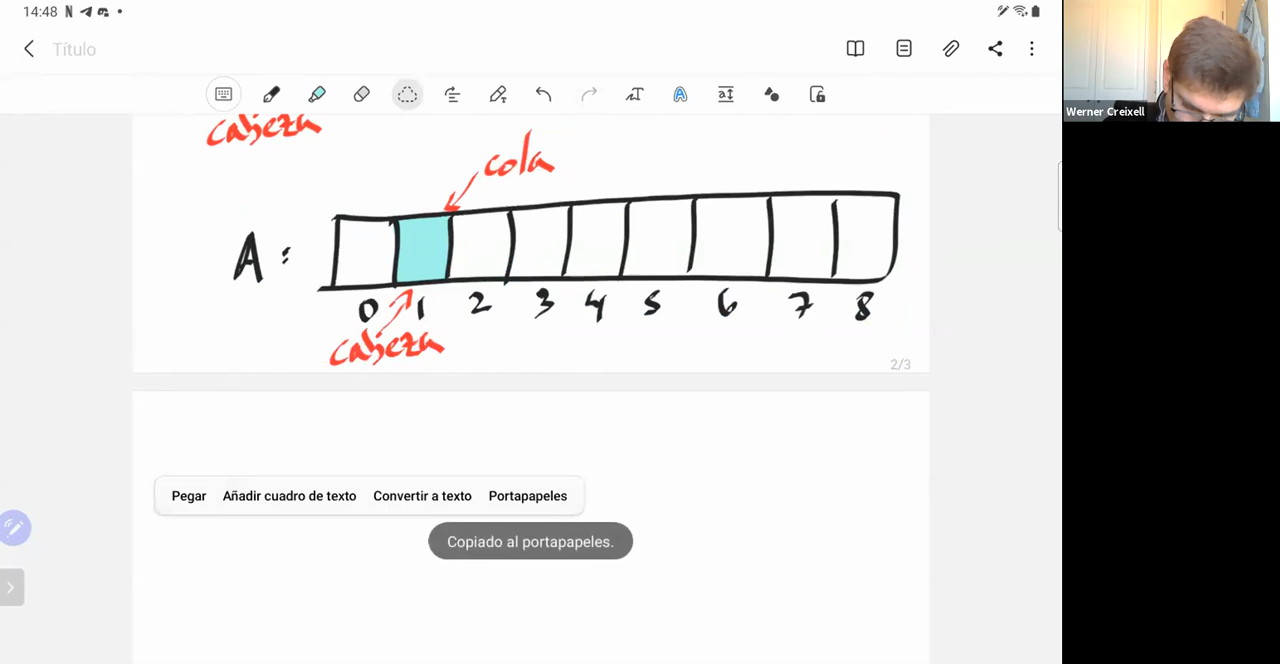 14:48
Título
Werner Creixell
cabeza
cola
A:
0 1 2 3 4 5 6 7 8
cabeza
2/3
Pegar Añadir cuadro de texto Convertir a texto Portapapeles
Copiado al portapapeles.